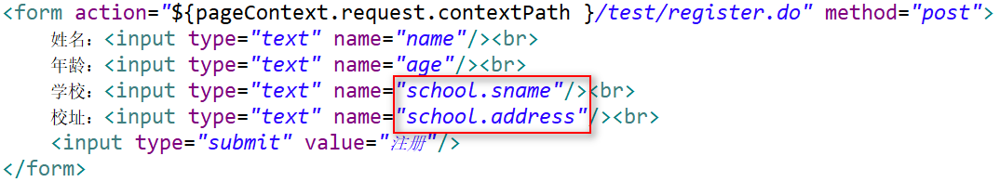 <form action="${pageContext.request.contextPath }/test/register.do" method="post">
姓名：<input type="text" name="name"/><br>
年龄：<input type="text" name="age"/><br>
学校：<input type="text" name="school.sname"/><br>
校址：<input type="text" name="school.address"/><br>
<input type="submit" value="注册"/>
</form>